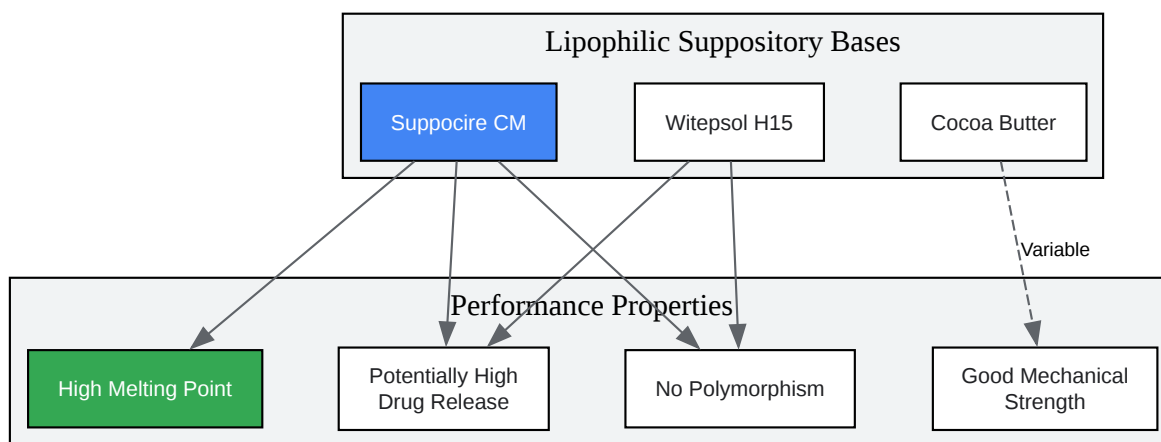 Lipophilic Suppository Bases
Suppocire CM
Witepsol H15
Cocoa Butter
Variable
Performance Properties
High Melting Point
Potentially High
Drug Release
No Polymorphism
Good Mechanical
Strength